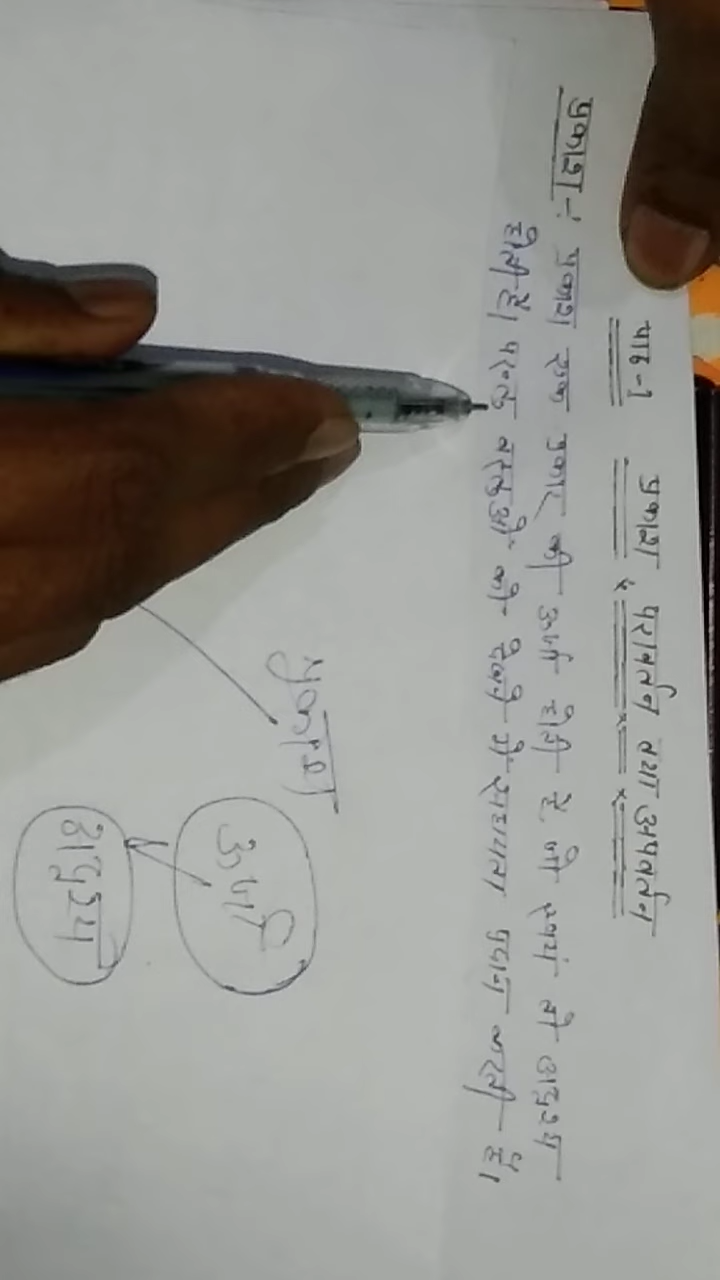 पाठ-1 प्रकाश परावर्तन तथा अपवर्तन
प्रकाश :- प्रकाश एक प्रकार की ऊर्जा होती है जो स्वयं तो अदृश्य
होती है। परन्तु वस्तुओं को देखने में सहायता प्रदान करती है।
प्रकाश
ऊर्जा
अदृश्य